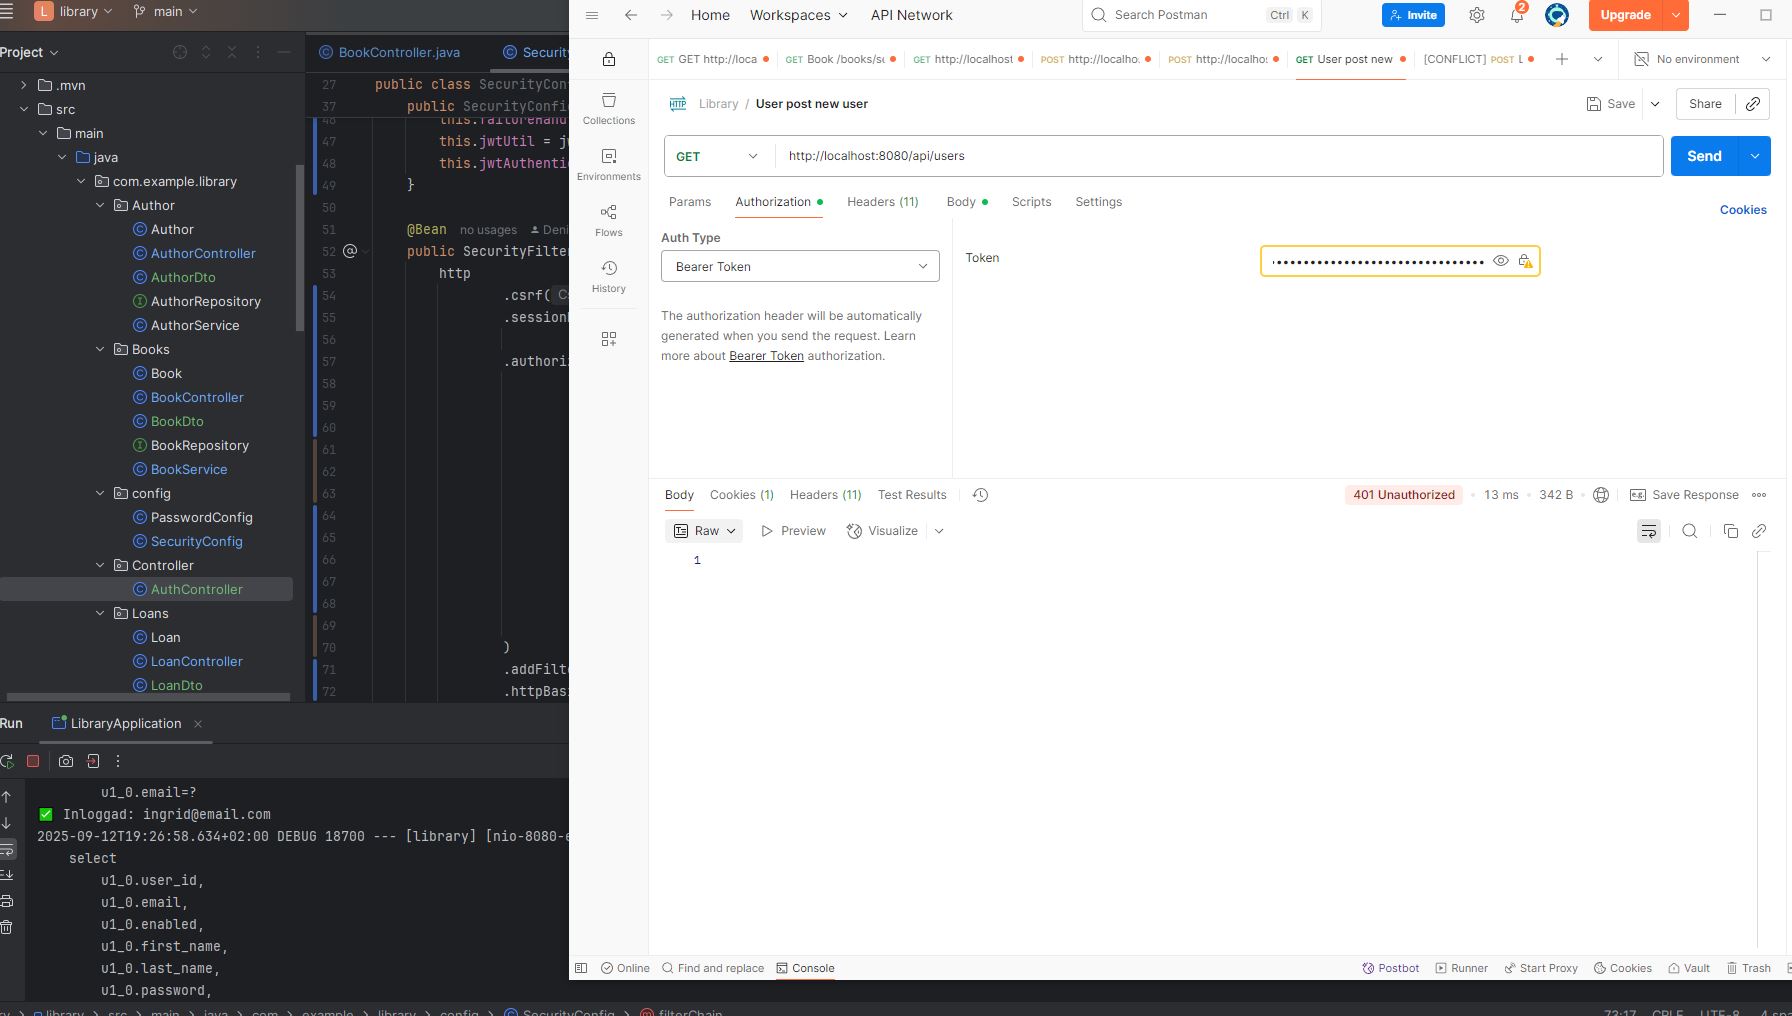 L library main
Project
.mvn
src
main
java
com.example.library
Author
Author
AuthorController
AuthorDto
AuthorRepository
AuthorService
Books
Book
BookController
BookDto
BookRepository
BookService
config
PasswordConfig
SecurityConfig
Controller
AuthController
Loans
Loan
LoanController
LoanDto
BookController.java
27 public class SecurityCon
37 public SecurityConfig
47 this.jwtUtil = jw
48 this.jwtAuthentic
49 }
50
51 @Bean no usages Deni
52 public SecurityFilter
53 http
54 .csrf( Cs
55 .session
56
57 .authoriz
58
59
60
61
62
63
64
65
66
67
68
69
70 )
71 .addFilte
72 .httpBas
Run LibraryApplication
u1_0.email=?
✅ Inloggad: ingrid@email.com
2025-09-12T19:26:58.634+02:00 DEBUG 18700 --- [library] [nio-8080-e
select
u1_0.user_id,
u1_0.email,
u1_0.enabled,
u1_0.first_name,
u1_0.last_name,
u1_0.password,
library > src > main > java > com > example > library > config > SecurityConfig > filterChain
73:17 CRLF UTF-8
Home Workspaces API Network
Search Postman Ctrl K
Invite
2
Upgrade
GET GET http://loca
GET Book /books/se
GET http://localhost
POST http://localho.
POST http://localhos
GET User post new
[CONFLICT] POST L
No environment
Collections
Environments
Flows
History
HTTP Library / User post new user
Save Share
GET http://localhost:8080/api/users
Send
Params Authorization Headers (11) Body Scripts Settings
Cookies
Auth Type
Bearer Token
Token
The authorization header will be automatically
generated when you send the request. Learn
more about Bearer Token authorization.
Body Cookies (1) Headers (11) Test Results
401 Unauthorized • 13 ms • 342 B
Save Response
Raw Preview Visualize
1
Online Find and replace Console
Postbot Runner Start Proxy Cookies Vault Trash